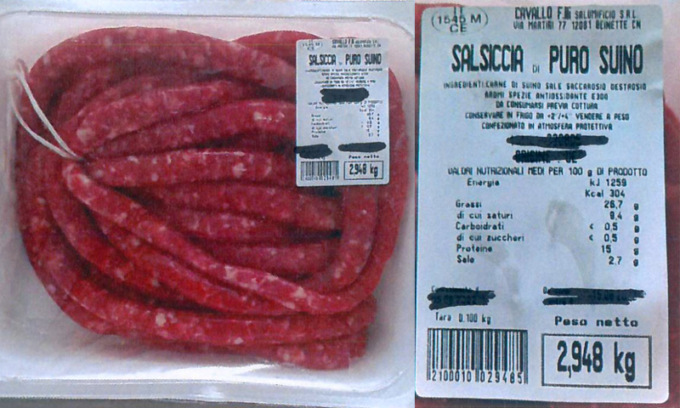 SALSICCIA DI PURO SUINO
Peso netto
2,948 kg
IT
(1545 M)
CE
CAVALLO F.lli SALUMIFICIO S.R.L.
VIA MARTIRI 77 12081 BEINETTE CN
SALSICCIA DI PURO SUINO
INGREDIENTI:CARNE DI SUINO SALE SACCAROSIO DESTROSIO
AROMI SPEZIE ANTIOSSIDANTE E300
DA CONSUMARSI PREVIA COTTURA
CONSERVARE IN FRIGO DA +2°/+4° VENDERE A PESO
CONFEZIONATO IN ATMOSFERA PROTETTIVA
VALORI NUTRIZIONALI MEDI PER 100 g DI PRODOTTO
Energia kJ 1259
Kcal 304
Grassi 26,7 g
di cui saturi 9,4 g
Carboidrati < 0,5 g
di cui zuccheri < 0,5 g
Proteine 15 g
Sale 2,7 g
Tara 0,100 kg
Peso netto
2,948 kg
2100010 029485